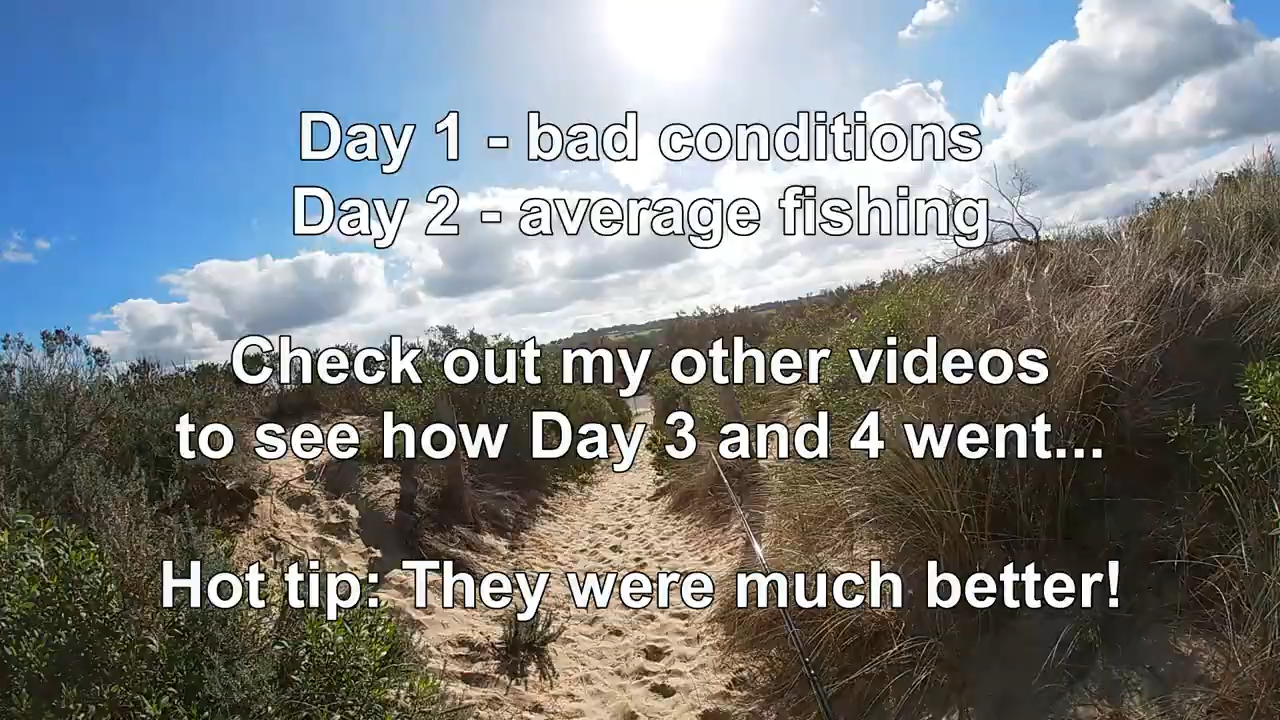 Day 1 - bad conditions
Day 2 - average fishing
Check out my other videos
to see how Day 3 and 4 went...
Hot tip: They were much better!